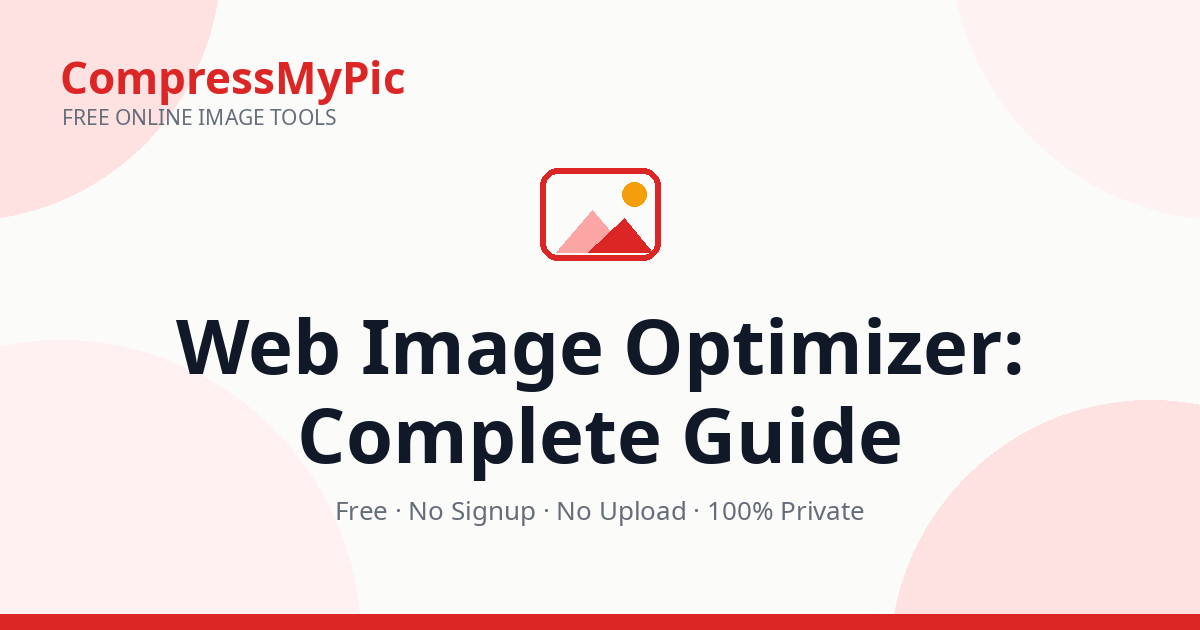 CompressMyPic
FREE ONLINE IMAGE TOOLS
Web Image Optimizer:
Complete Guide
Free · No Signup · No Upload · 100% Private